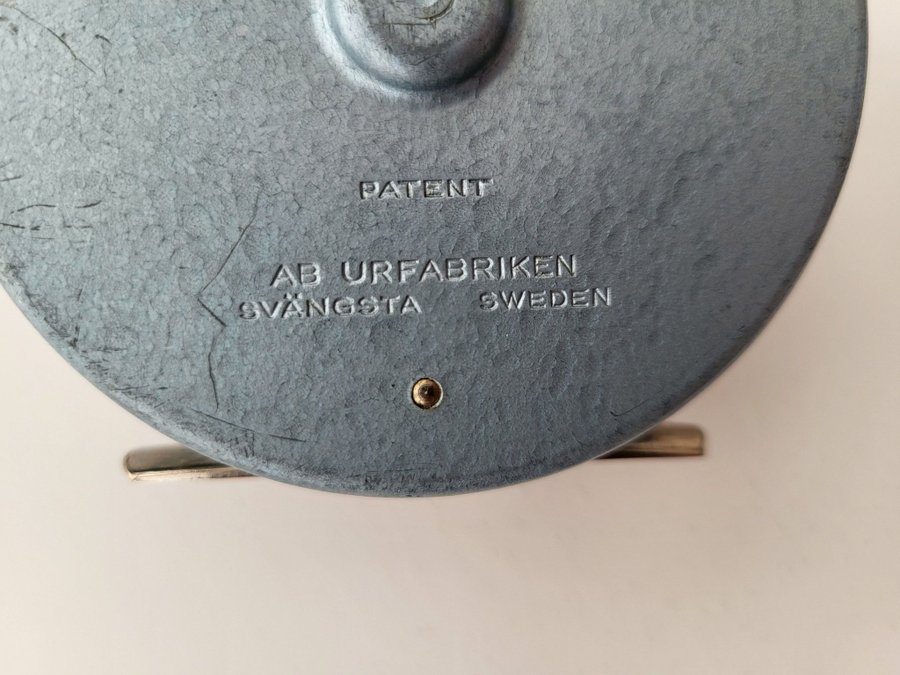 PATENT
AB URFABRIKEN
SVÄNGSTA SWEDEN